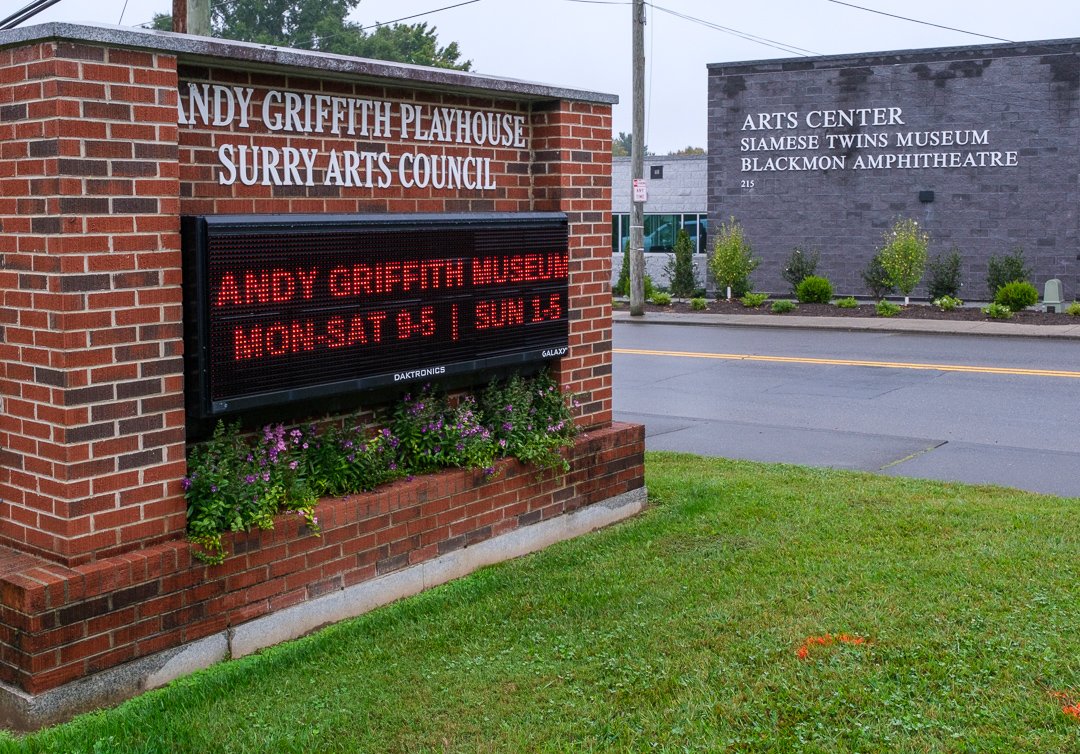 ANDY GRIFFITH PLAYHOUSE
SURRY ARTS COUNCIL
ANDY GRIFFITH MUSEUM
MON-SAT 9-5 | SUN 1-5
DAKTRONICS
GALAXY
ARTS CENTER
SIAMESE TWINS MUSEUM
BLACKMON AMPHITHEATRE
215